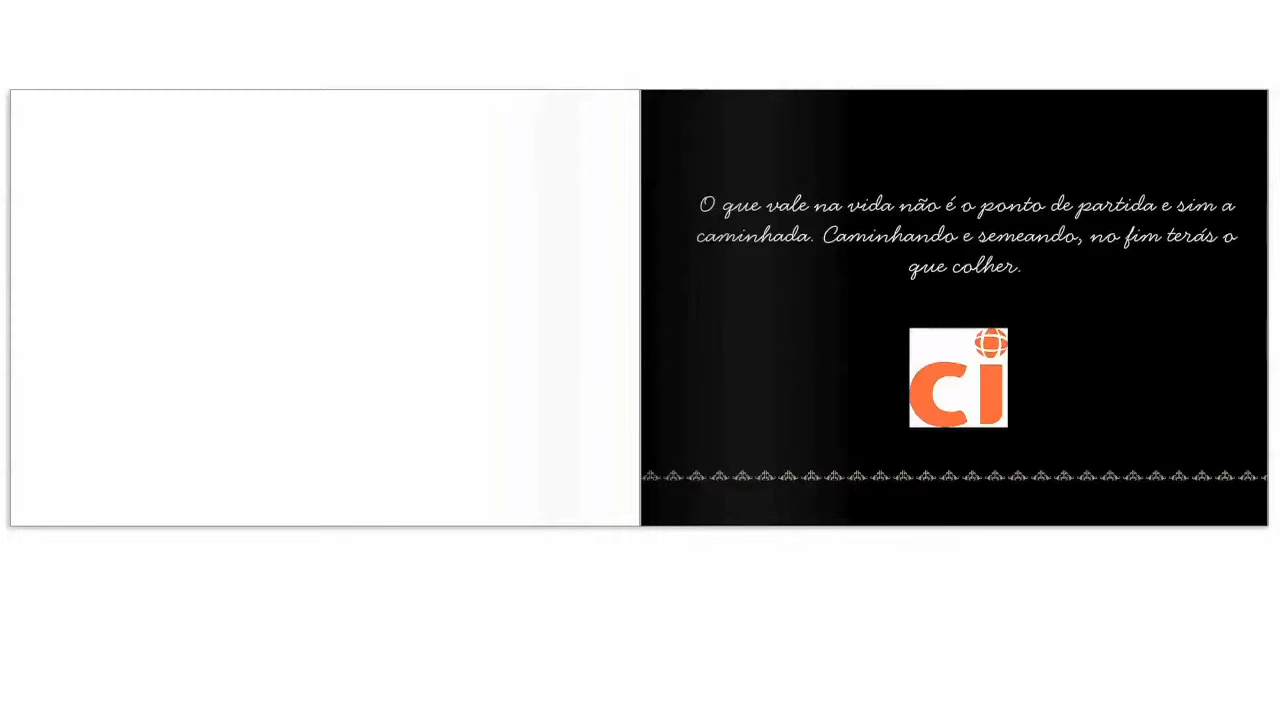 O que vale na vida não é o ponto de partida e sim a
caminhada. Caminhando e semeando, no fim terás o
que colher.
ci